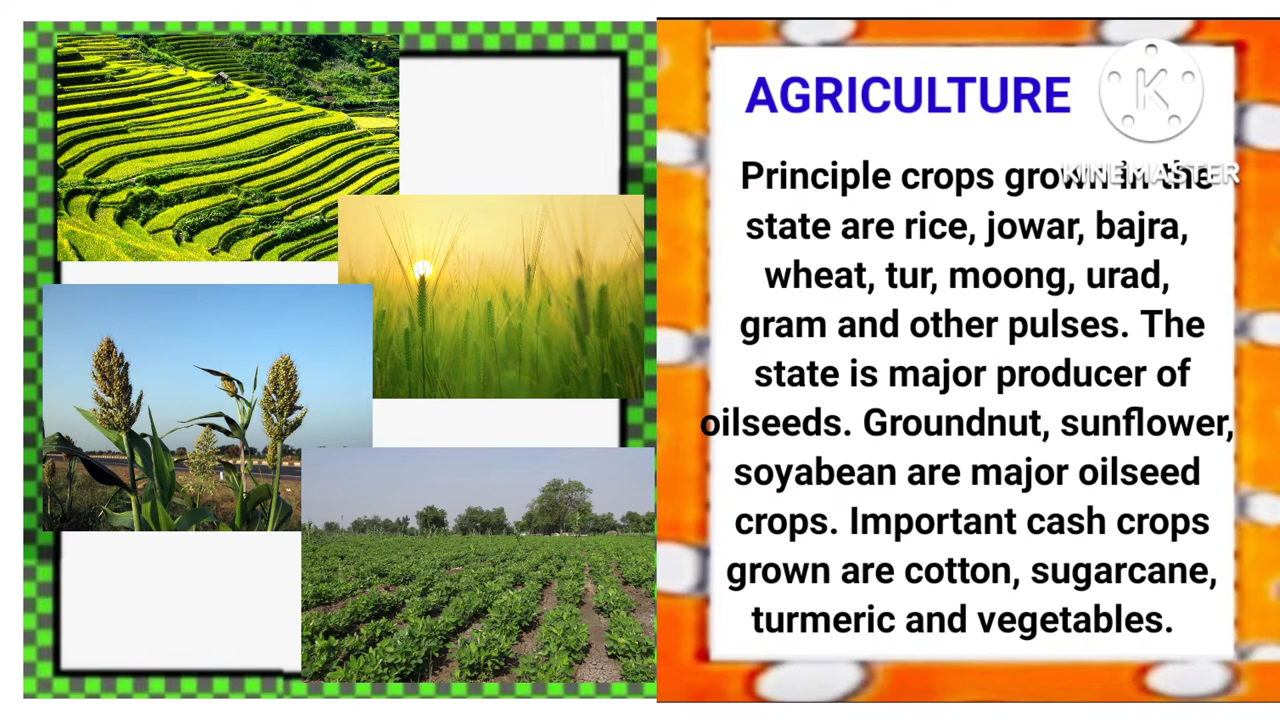 AGRICULTURE
K
KINEMASTER
Principle crops grown in the
state are rice, jowar, bajra,
wheat, tur, moong, urad,
gram and other pulses. The
state is major producer of
oilseeds. Groundnut, sunflower,
soyabean are major oilseed
crops. Important cash crops
grown are cotton, sugarcane,
turmeric and vegetables.